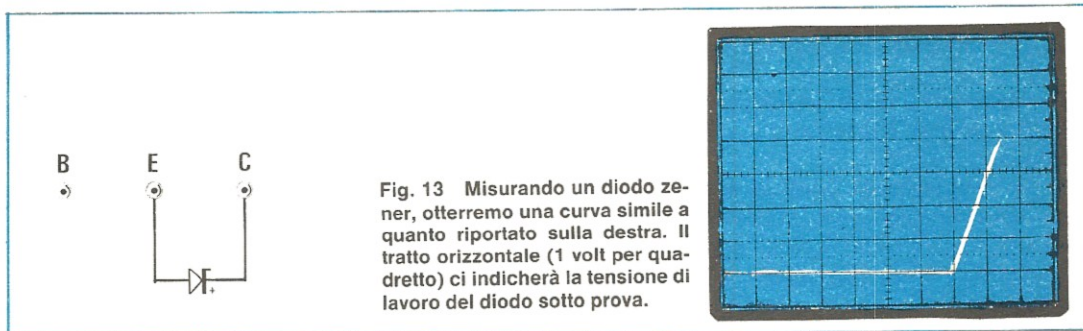 B E C
+
Fig. 13 Misurando un diodo ze-
ner, otterremo una curva simile a
quanto riportato sulla destra. Il
tratto orizzontale (1 volt per qua-
dretto) ci indicherà la tensione di
lavoro del diodo sotto prova.